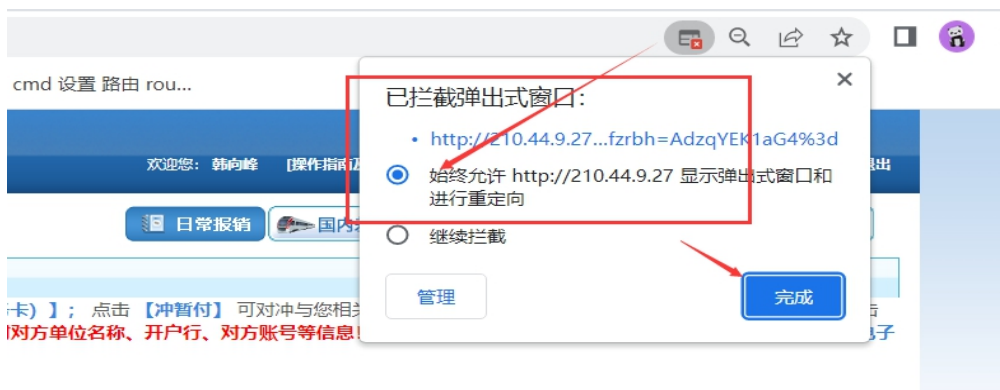 cmd 设置 路由 rou...
已拦截弹出式窗口：
• http://210.44.9.27...fzrbh=AdzqYEK1aG4%3d
欢迎您: 韩向峰 [操作指南及
始终允许 http://210.44.9.27 显示弹出式窗口和
进行重定向
日常报销 国内
继续拦截
管理 完成
卡）】； 点击 【冲暂付】 可对冲与您相关
对方单位名称、开户行、对方账号等信息! 子